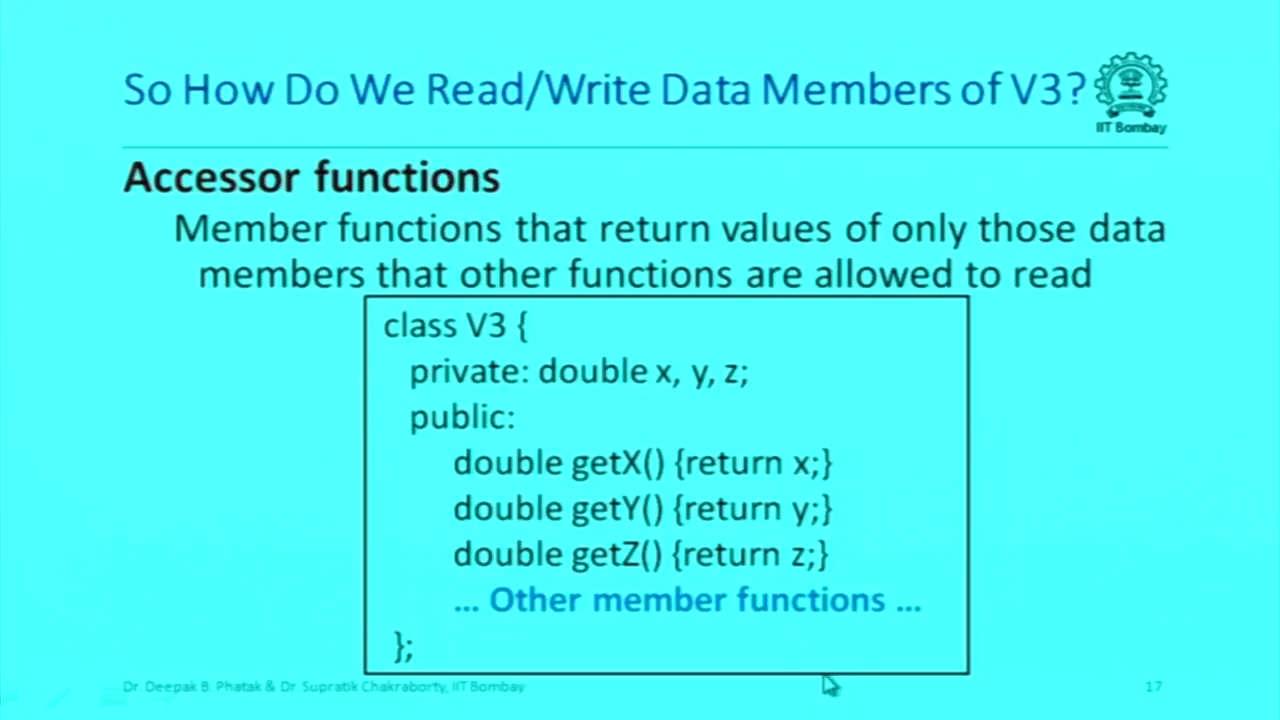 So How Do We Read/Write Data Members of V3?
IIT Bombay
Accessor functions
Member functions that return values of only those data
members that other functions are allowed to read
class V3 {
private: double x, y, z;
public:
double getX() {return x;}
double getY() {return y;}
double getZ() {return z;}
... Other member functions ...
};
Dr. Deepak B. Phatak & Dr. Supratik Chakraborty, IIT Bombay
17